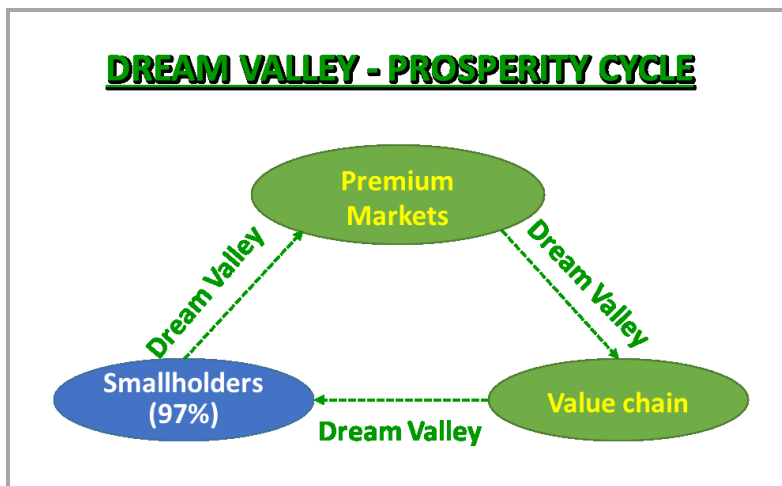 DREAM VALLEY - PROSPERITY CYCLE
Premium
Markets
Dream Valley
Dream Valley
Smallholders
(97%)
Value chain
Dream Valley